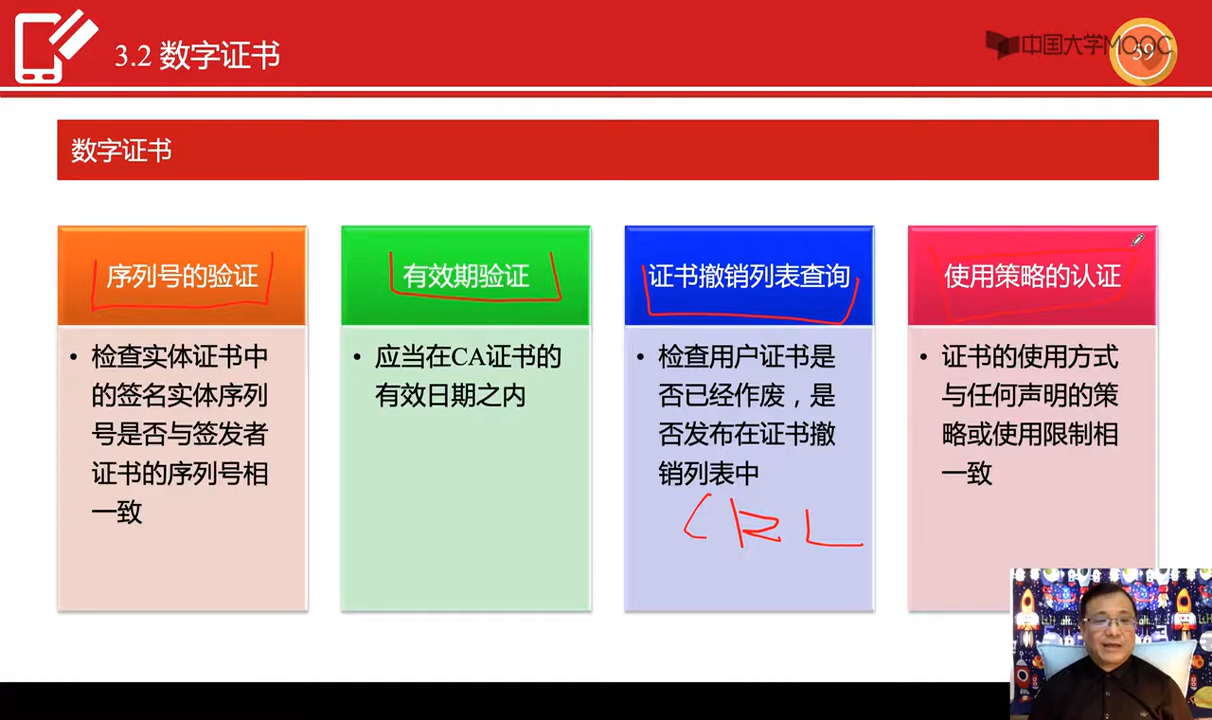 3.2 数字证书
中国大学MOOC
59
数字证书
序列号的验证
• 检查实体证书中
的签名实体序列
号是否与签发者
证书的序列号相
一致
有效期验证
• 应当在CA证书的
有效日期之内
证书撤销列表查询
• 检查用户证书是
否已经作废，是
否发布在证书撤
销列表中
CRL
使用策略的认证
• 证书的使用方式
与任何声明的策
略或使用限制相
一致